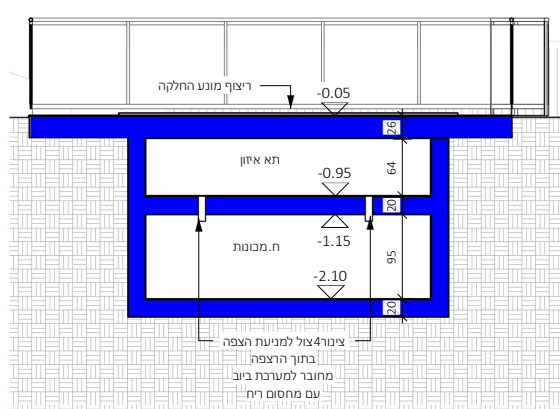 ריצוף מונע החלקה
-0.05
26
תא איזון
64
-0.95
20
-1.15
ח.מכונות
95
-2.10
20
צינור4צול למניעת הצפה
בתוך הרצפה
מחובר למערכת ביוב
עם מחסום ריח